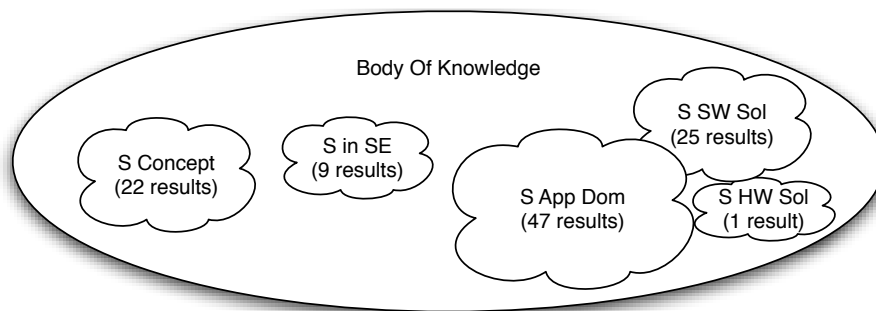 Body Of Knowledge
S Concept
(22 results)
S in SE
(9 results)
S App Dom
(47 results)
S SW Sol
(25 results)
S HW Sol
(1 result)